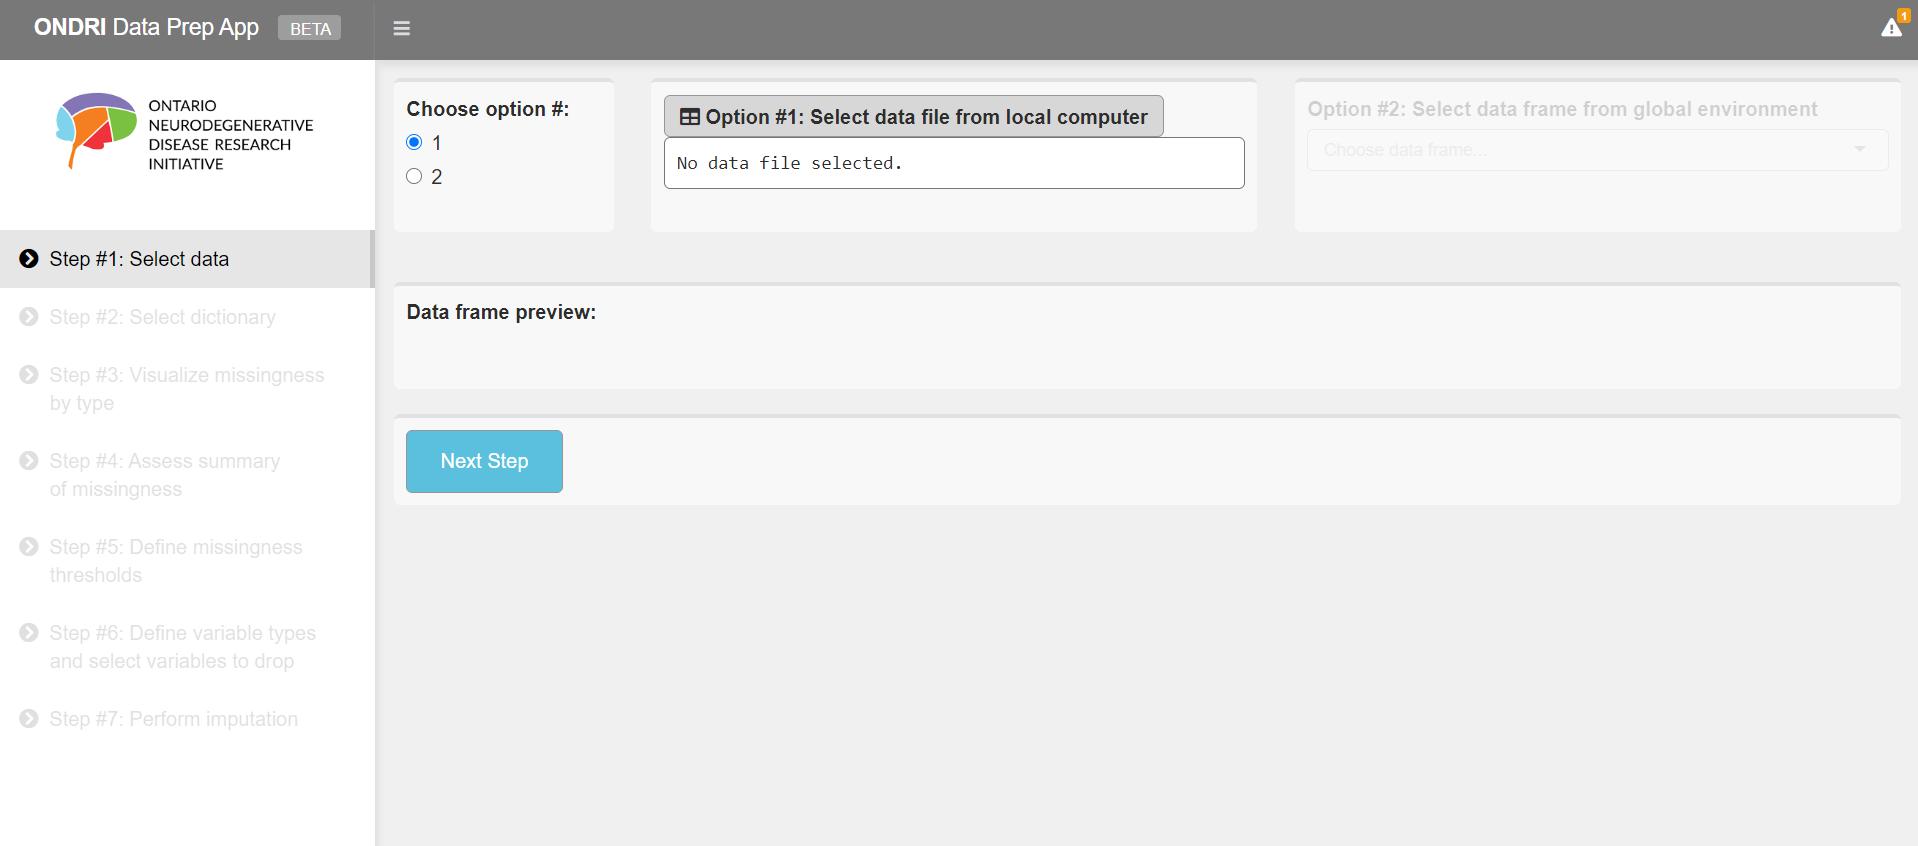 ONDRI Data Prep App BETA
1
ONTARIO
NEURODEGENERATIVE
DISEASE RESEARCH
INITIATIVE
Step #1: Select data
Step #2: Select dictionary
Step #3: Visualize missingness
by type
Step #4: Assess summary
of missingness
Step #5: Define missingness
thresholds
Step #6: Define variable types
and select variables to drop
Step #7: Perform imputation
Choose option #:
1
2
Option #1: Select data file from local computer
No data file selected.
Option #2: Select data frame from global environment
Choose data frame...
Data frame preview:
Next Step